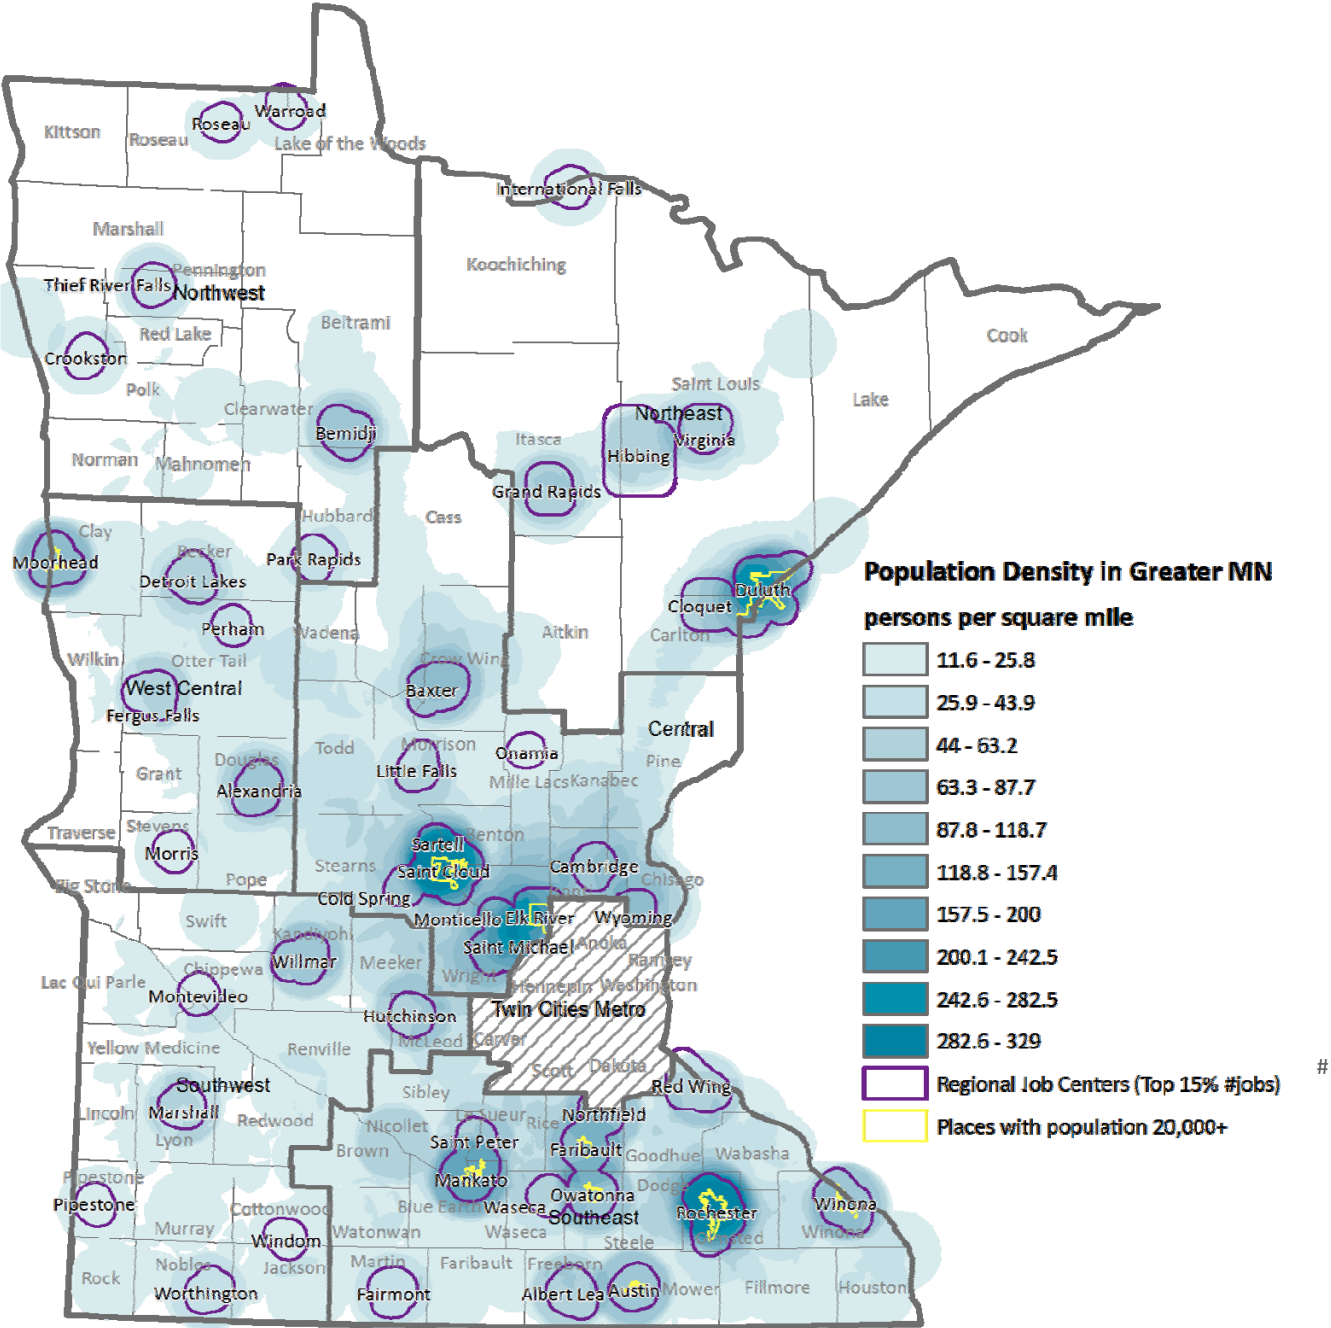 Warroad
Roseau
Kittson
Roseau
Lake of the Woods
International Falls
Marshall
Koochiching
Pennington
Thief River Falls
Northwest
Beltrami
Red Lake
Cook
Crookston
Saint Louis
Polk
Lake
Clearwater
Northeast
Bemidji
Itasca
Virginia
Hibbing
Norman
Mahnomen
Grand Rapids
Hubbard
Cass
Clay
Becker
Park Rapids
Moorhead
Detroit Lakes
Population Density in Greater MN
persons per square mile
Duluth
Cloquet
Perham
Wadena
Aitkin
Carlton
11.6 - 25.8
Wilkin
Otter Tail
Crow Wing
West Central
Baxter
25.9 - 43.9
Fergus Falls
Central
44 - 63.2
Todd
Morrison
Onamia
Pine
Grant
Douglas
Little Falls
Mille Lacs
Kanabec
63.3 - 87.7
Alexandria
Traverse
Stevens
Benton
87.8 - 118.7
Sartell
Morris
Stearns
Saint Cloud
Cambridge
118.8 - 157.4
Big Stone
Pope
Chisago
Cold Spring
157.5 - 200
Swift
Monticello
Elk River
Wyoming
Kandiyohi
Saint Michael
Anoka
200.1 - 242.5
Willmar
Meeker
Ramsey
Lac Qui Parle
Chippewa
Wright
Hennepin
Washington
Montevideo
242.6 - 282.5
Hutchinson
Twin Cities Metro
Yellow Medicine
Renville
McLeod
Carver
282.6 - 329
Scott
Dakota
#
Southwest
Sibley
Red Wing
Regional Job Centers (Top 15% #jobs)
Lincoln
Marshall
Redwood
Le Sueur
Rice
Northfield
Places with population 20,000+
Lyon
Nicollet
Saint Peter
Brown
Faribault
Goodhue
Wabasha
Pipestone
Mankato
Dodge
Pipestone
Cottonwood
Blue Earth
Waseca
Owatonna
Rochester
Winona
Murray
Southeast
Watonwan
Waseca
Steele
Olmsted
Winona
Windom
Nobles
Jackson
Martin
Faribault
Freeborn
Rock
Worthington
Fairmont
Albert Lea
Austin
Mower
Fillmore
Houston